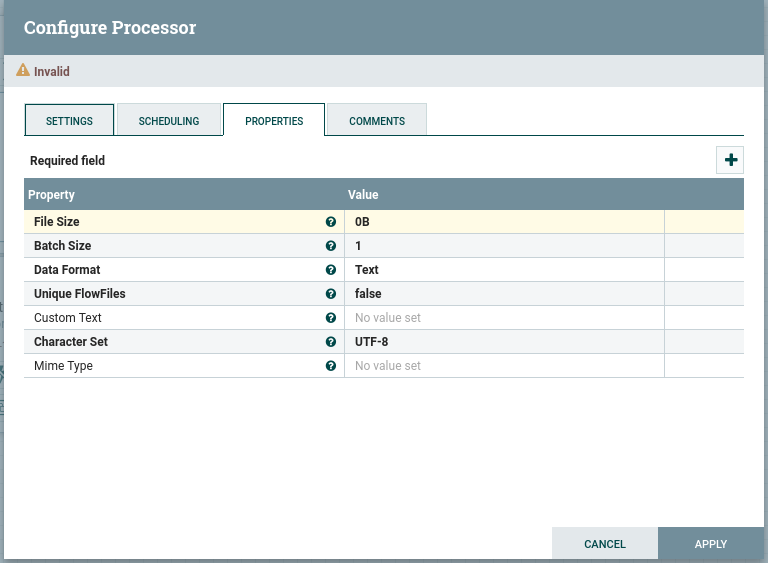 Configure Processor
Invalid
SETTINGS SCHEDULING PROPERTIES COMMENTS
Required field
Property Value
File Size 0B
Batch Size 1
Data Format Text
Unique FlowFiles false
Custom Text No value set
Character Set UTF-8
Mime Type No value set
CANCEL APPLY